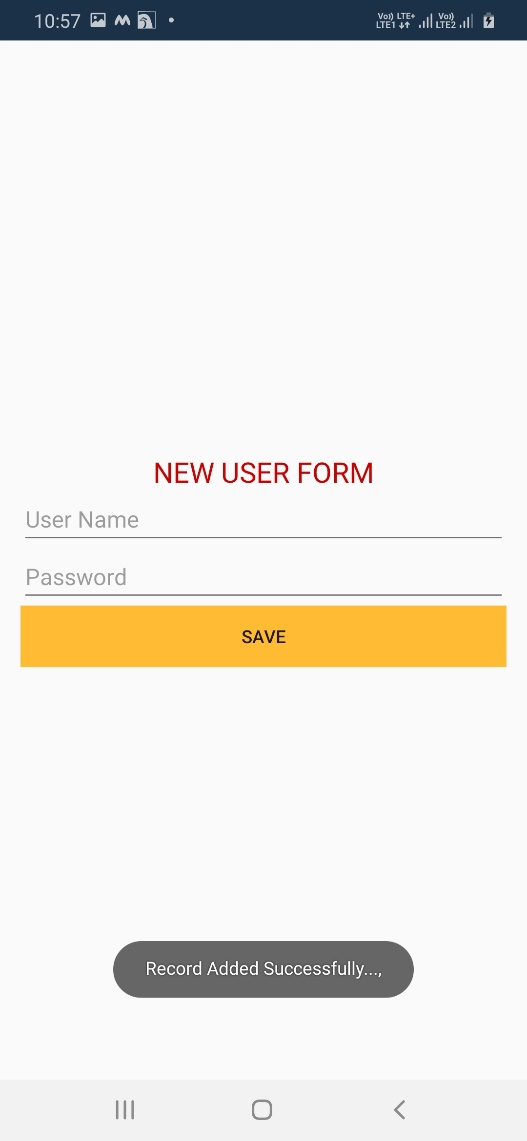 10:57
Vo) LTE+ Vo)
LTE1 LTE2
NEW USER FORM
User Name
Password
SAVE
Record Added Successfully...,